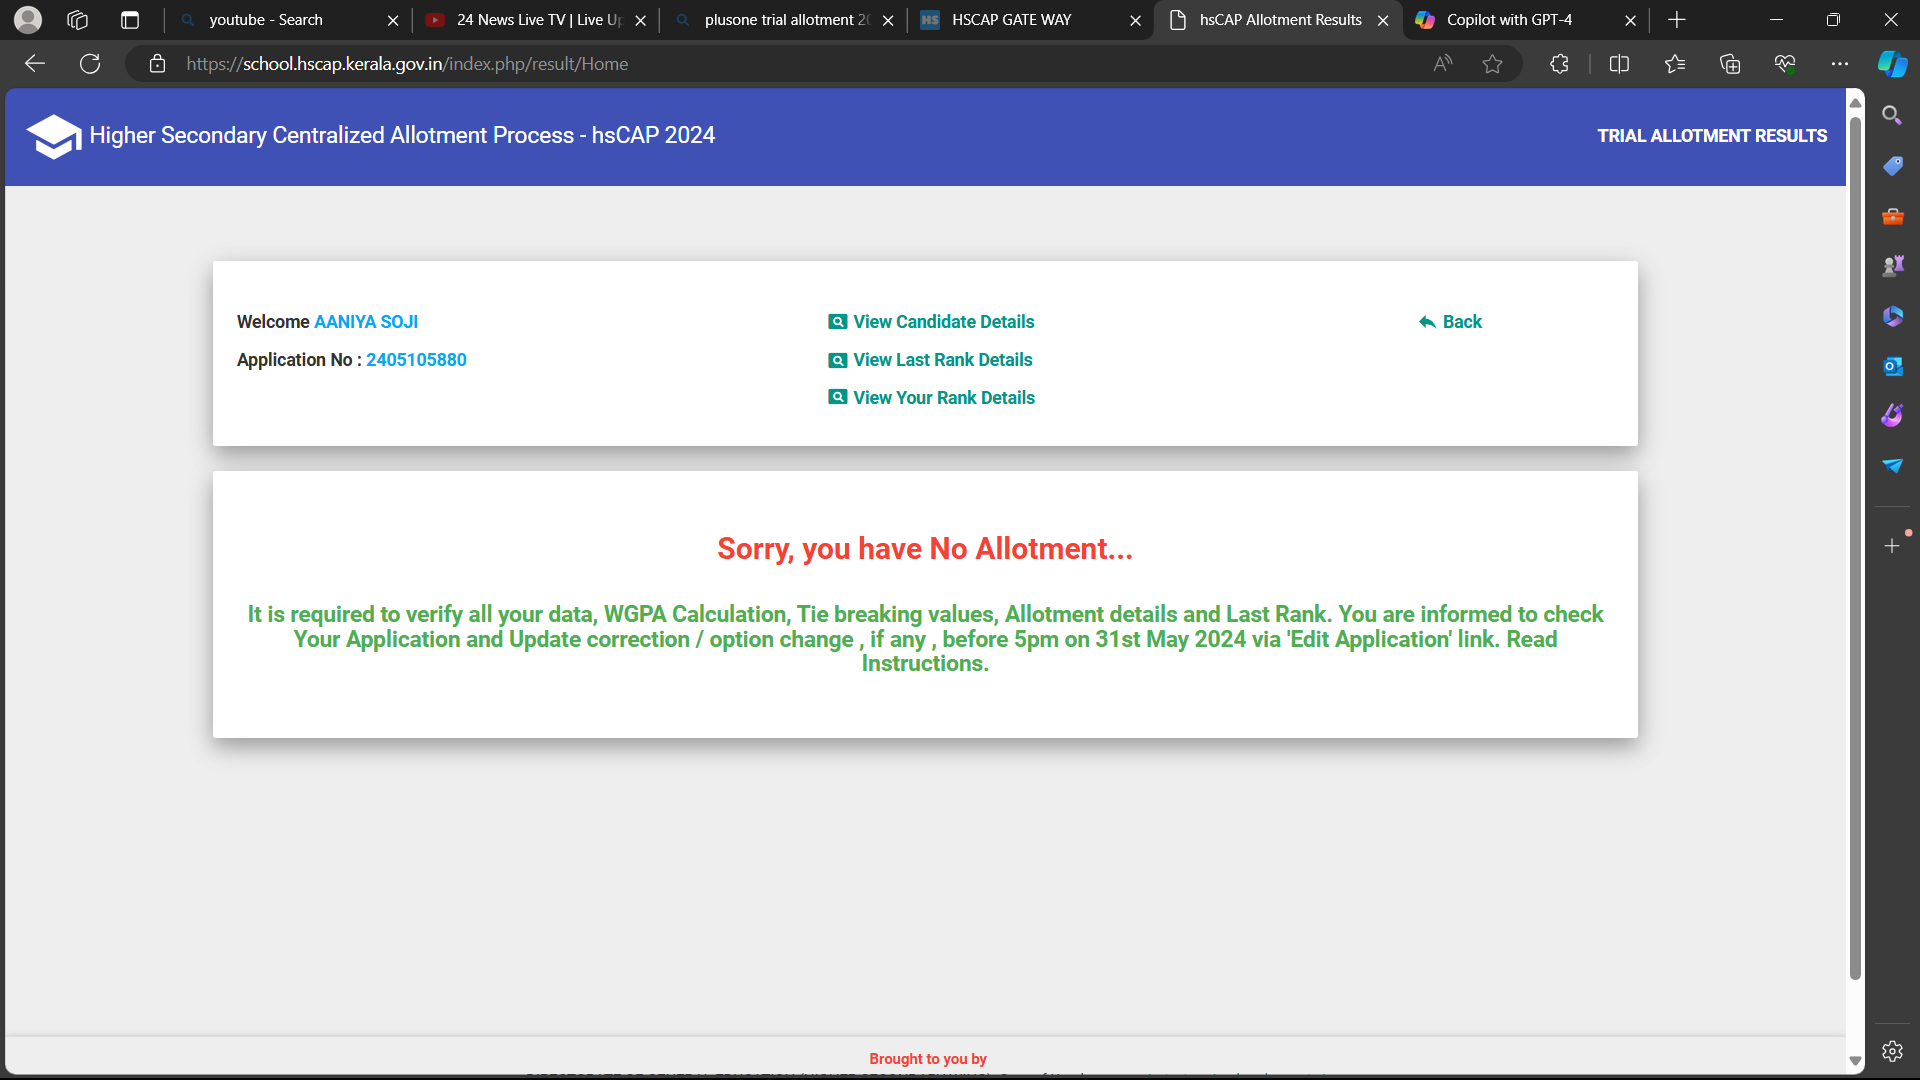 youtube - Search
24 News Live TV | Live Up
plusone trial allotment 20
HS
HSCAP GATE WAY
hsCAP Allotment Results
Copilot with GPT-4
https://school.hscap.kerala.gov.in/index.php/result/Home
Higher Secondary Centralized Allotment Process - hsCAP 2024
TRIAL ALLOTMENT RESULTS
Welcome AANIYA SOJI
View Candidate Details
Back
Application No : 2405105880
View Last Rank Details
View Your Rank Details
Sorry, you have No Allotment...
It is required to verify all your data, WGPA Calculation, Tie breaking values, Allotment details and Last Rank. You are informed to check
Your Application and Update correction / option change , if any , before 5pm on 31st May 2024 via 'Edit Application' link. Read
Instructions.
Brought to you by